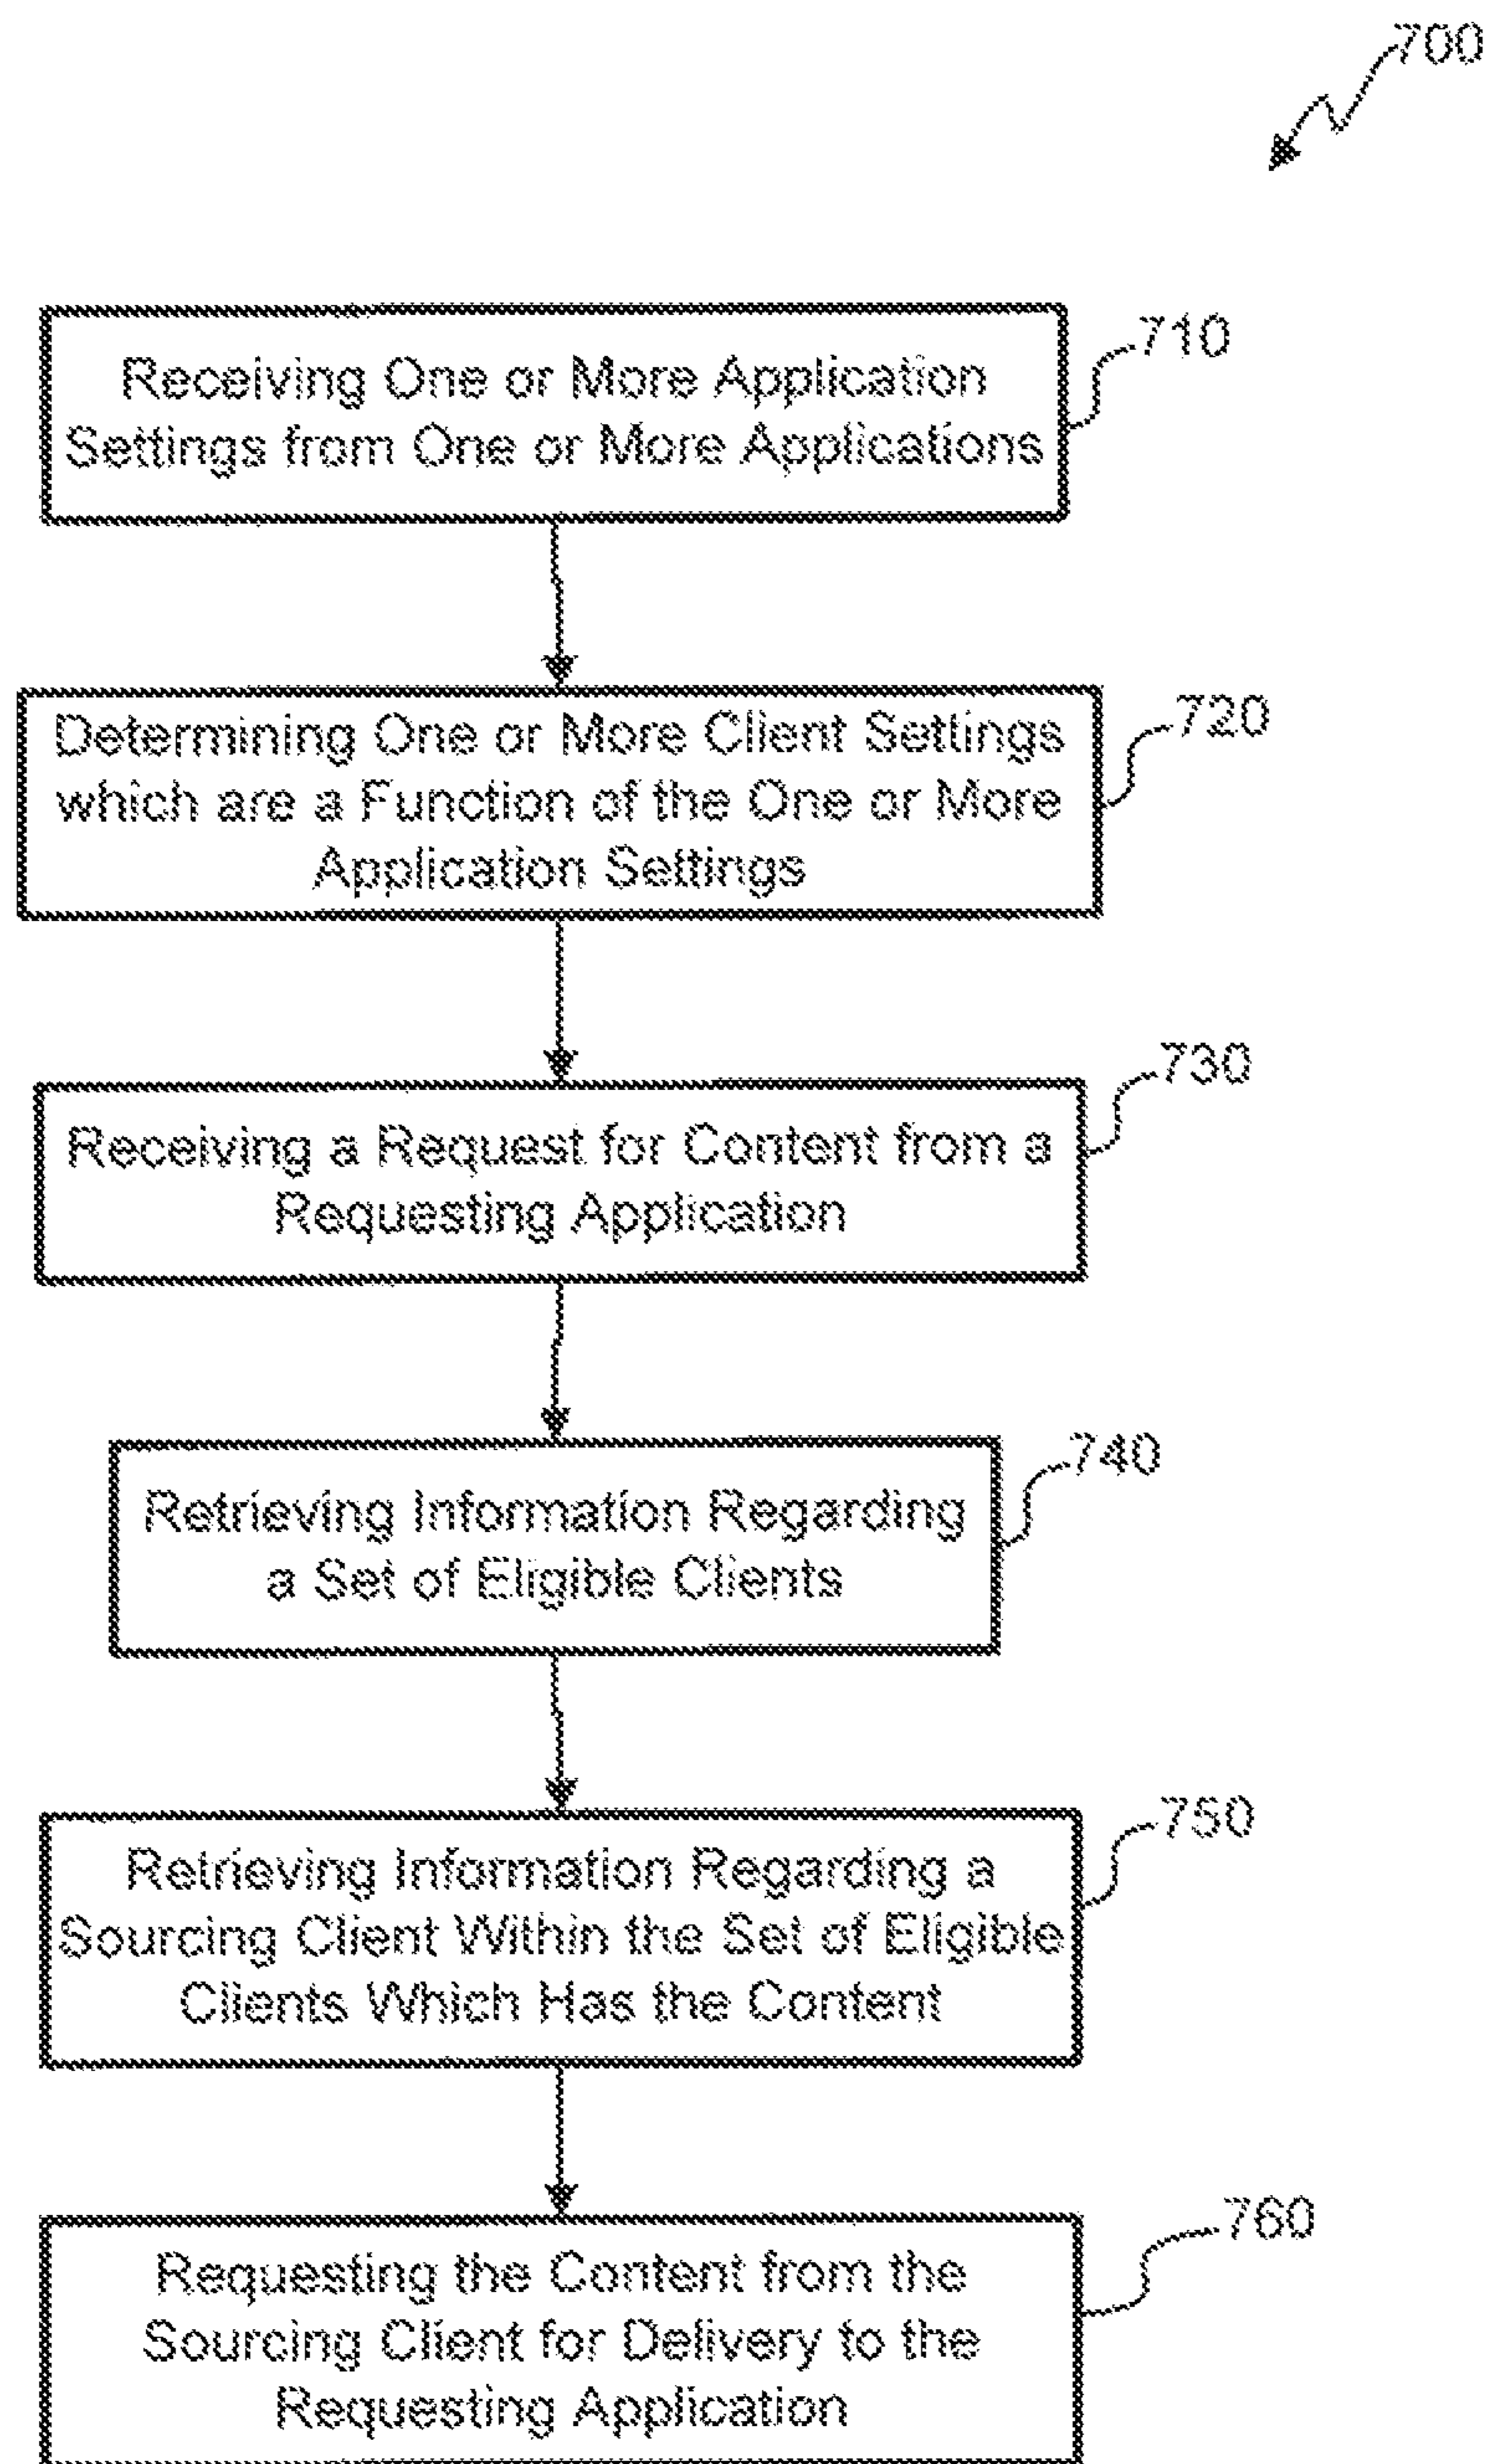 700
Receiving One or More Application
Settings from One or More Applications
710
Determining One or More Client Settings
which are a Function of the One or More
Application Settings
720
Receiving a Request for Content from a
Requesting Application
730
Retrieving Information Regarding
a Set of Eligible Clients
740
Retrieving Information Regarding a
Sourcing Client Within the Set of Eligible
Clients Which Has the Content
750
Requesting the Content from the
Sourcing Client for Delivery to the
Requesting Application
760